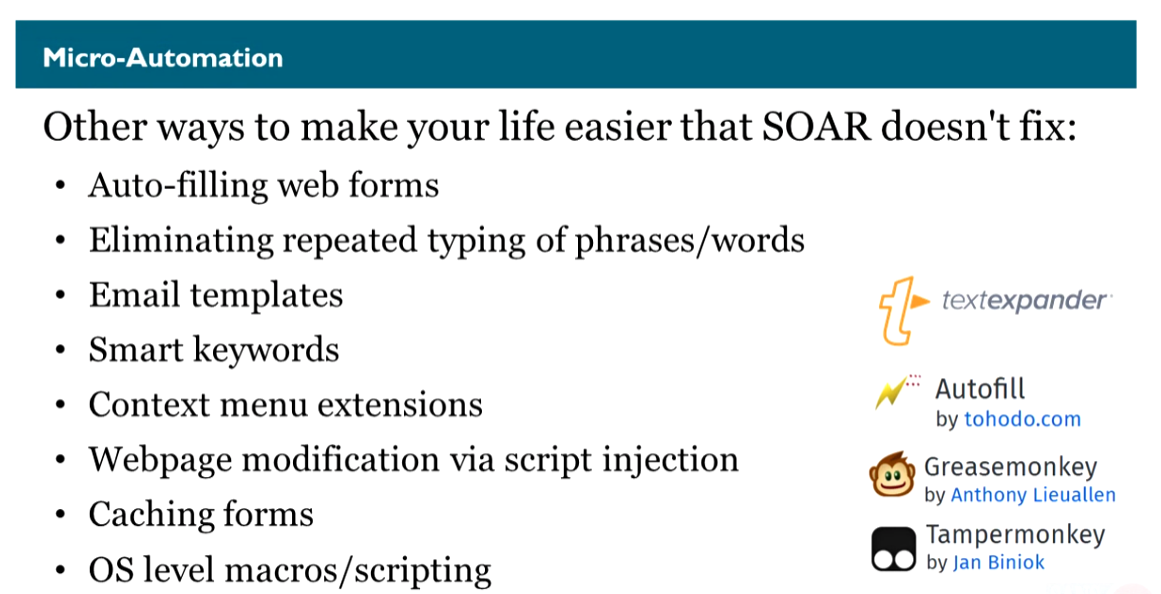 Micro-Automation
Other ways to make your life easier that SOAR doesn't fix:
• Auto-filling web forms
• Eliminating repeated typing of phrases/words
• Email templates
• Smart keywords
• Context menu extensions
• Webpage modification via script injection
• Caching forms
• OS level macros/scripting
textexpander
Autofill
by tohodo.com
Greasemonkey
by Anthony Lieuallen
Tampermonkey
by Jan Biniok